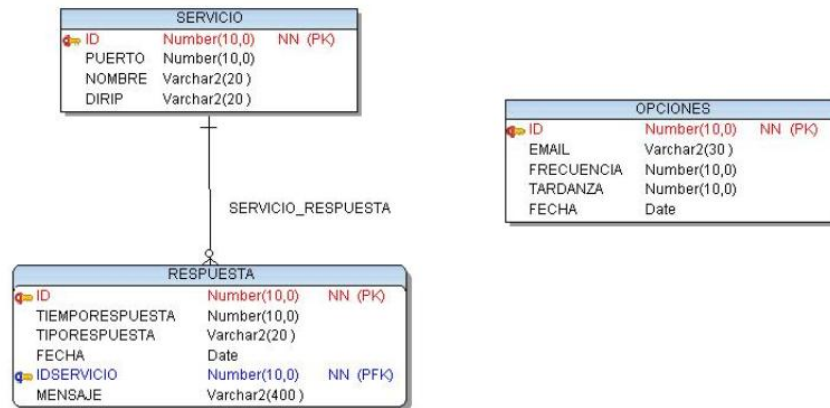 SERVICIO
ID Number(10,0) NN (PK)
PUERTO Number(10,0)
NOMBRE Varchar2(20 )
DIRIP Varchar2(20 )
OPCIONES
ID Number(10,0) NN (PK)
EMAIL Varchar2(30 )
FRECUENCIA Number(10,0)
TARDANZA Number(10,0)
FECHA Date
SERVICIO_RESPUESTA
RESPUESTA
ID Number(10,0) NN (PK)
TIEMPORESPUESTA Number(10,0)
TIPORESPUESTA Varchar2(20 )
FECHA Date
IDSERVICIO Number(10,0) NN (PFK)
MENSAJE Varchar2(400 )